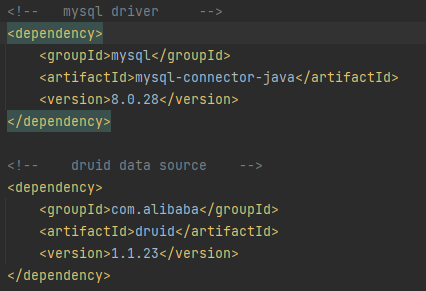 <!--   mysql driver     -->
<dependency>
    <groupId>mysql</groupId>
    <artifactId>mysql-connector-java</artifactId>
    <version>8.0.28</version>
</dependency>
<!--    druid data source    -->
<dependency>
    <groupId>com.alibaba</groupId>
    <artifactId>druid</artifactId>
    <version>1.1.23</version>
</dependency>